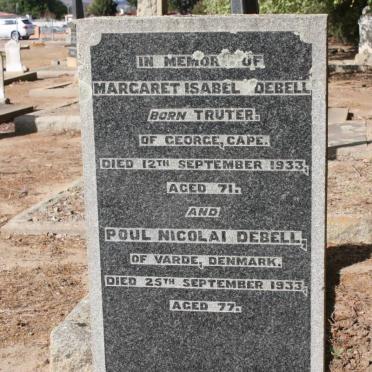 IN MEMORY OF
MARGARET ISABEL DEBELL
BORN TRUTER.
OF GEORGE, CAPE.
DIED 12TH SEPTEMBER 1933,
AGED 71.
AND
POUL NICOLAI DEBELL,
OF VARDE, DENMARK.
DIED 25TH SEPTEMBER 1933,
AGED 77.